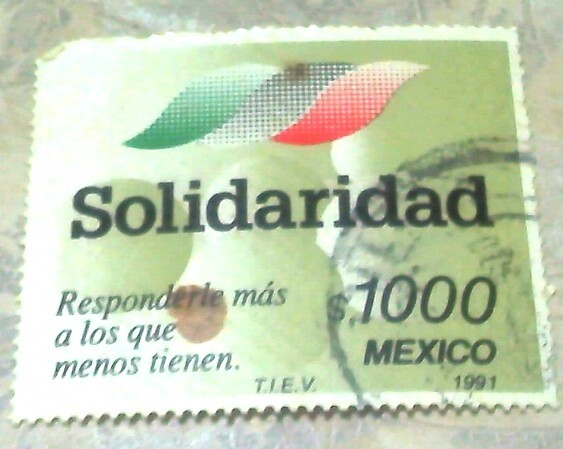 Solidaridad
Responderle más
a los que
menos tienen.
$.1000
MEXICO
T.I.E.V.
1991